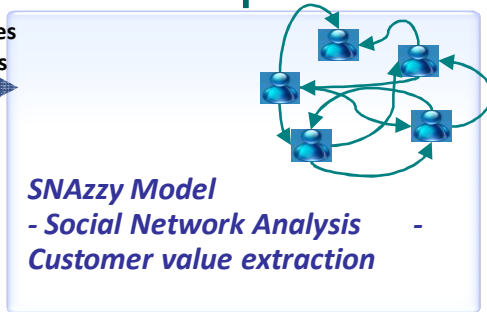 es
s
SNAzzy Model
- Social Network Analysis -
Customer value extraction